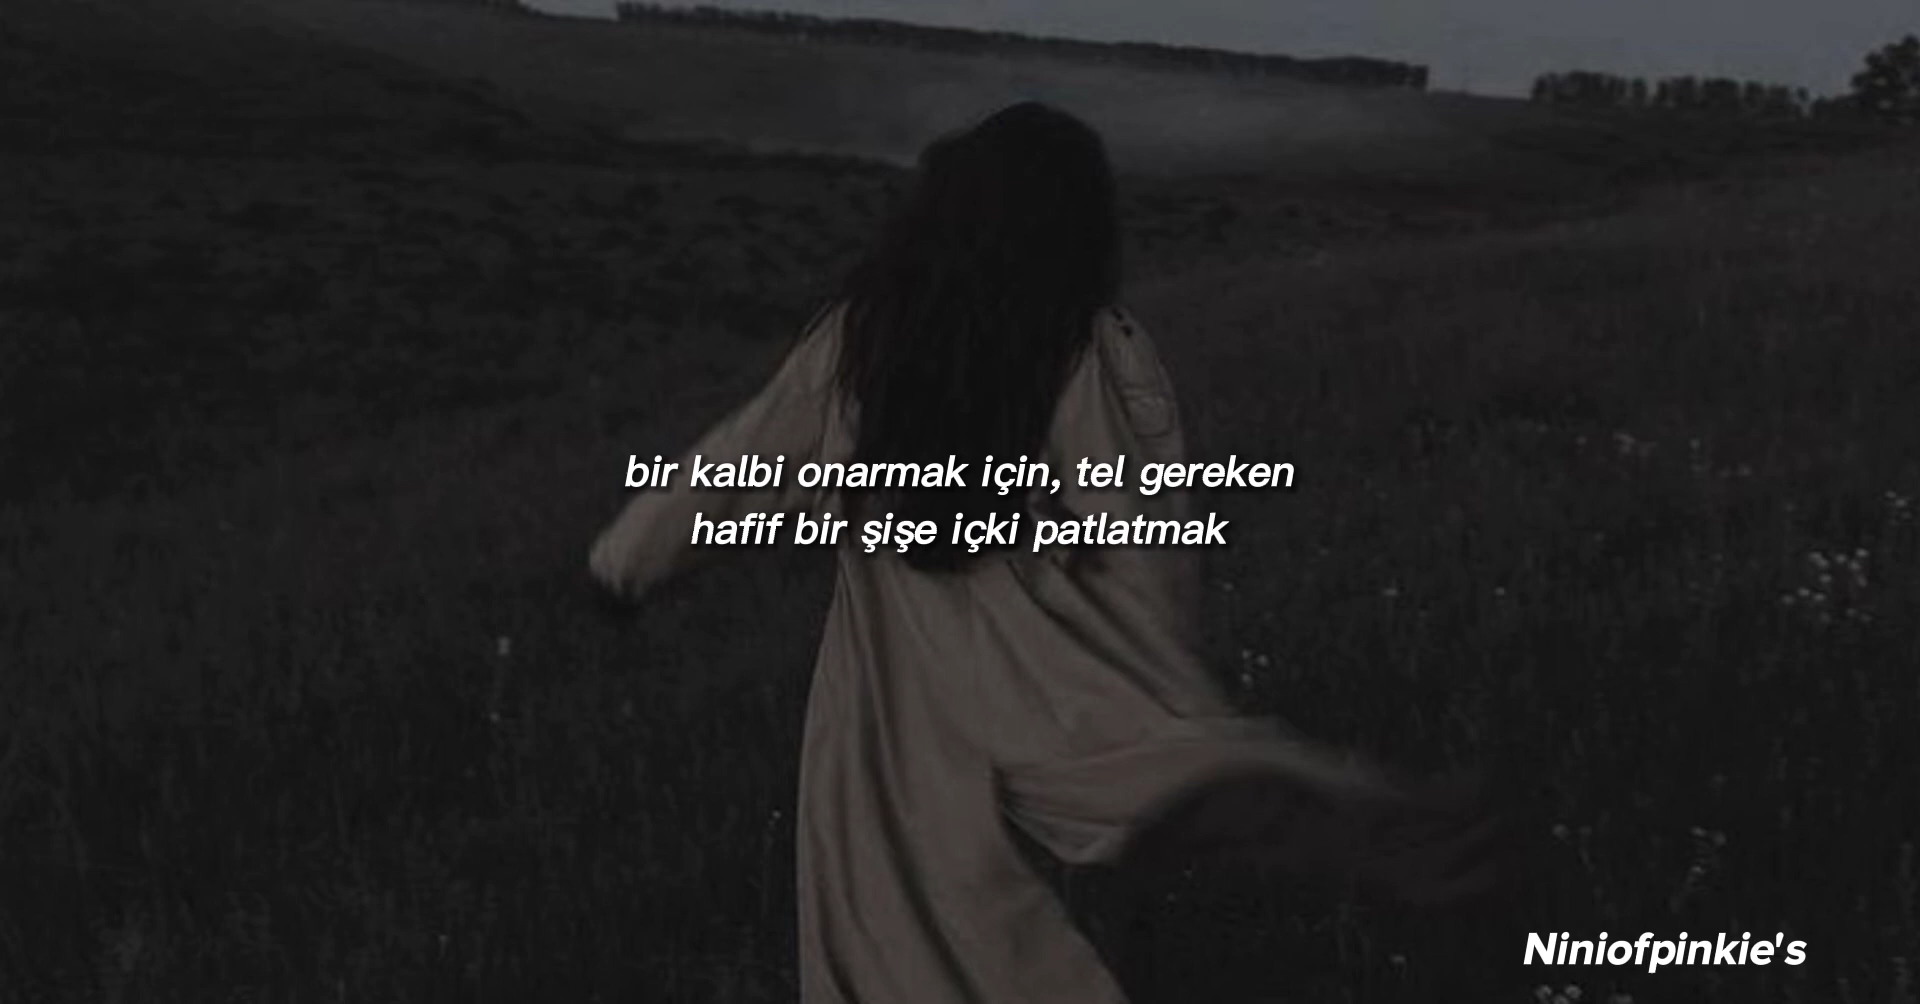 bir kalbi onarmak için, tel gereken
hafif bir şişe içki patlatmak
Niniofpinkie's